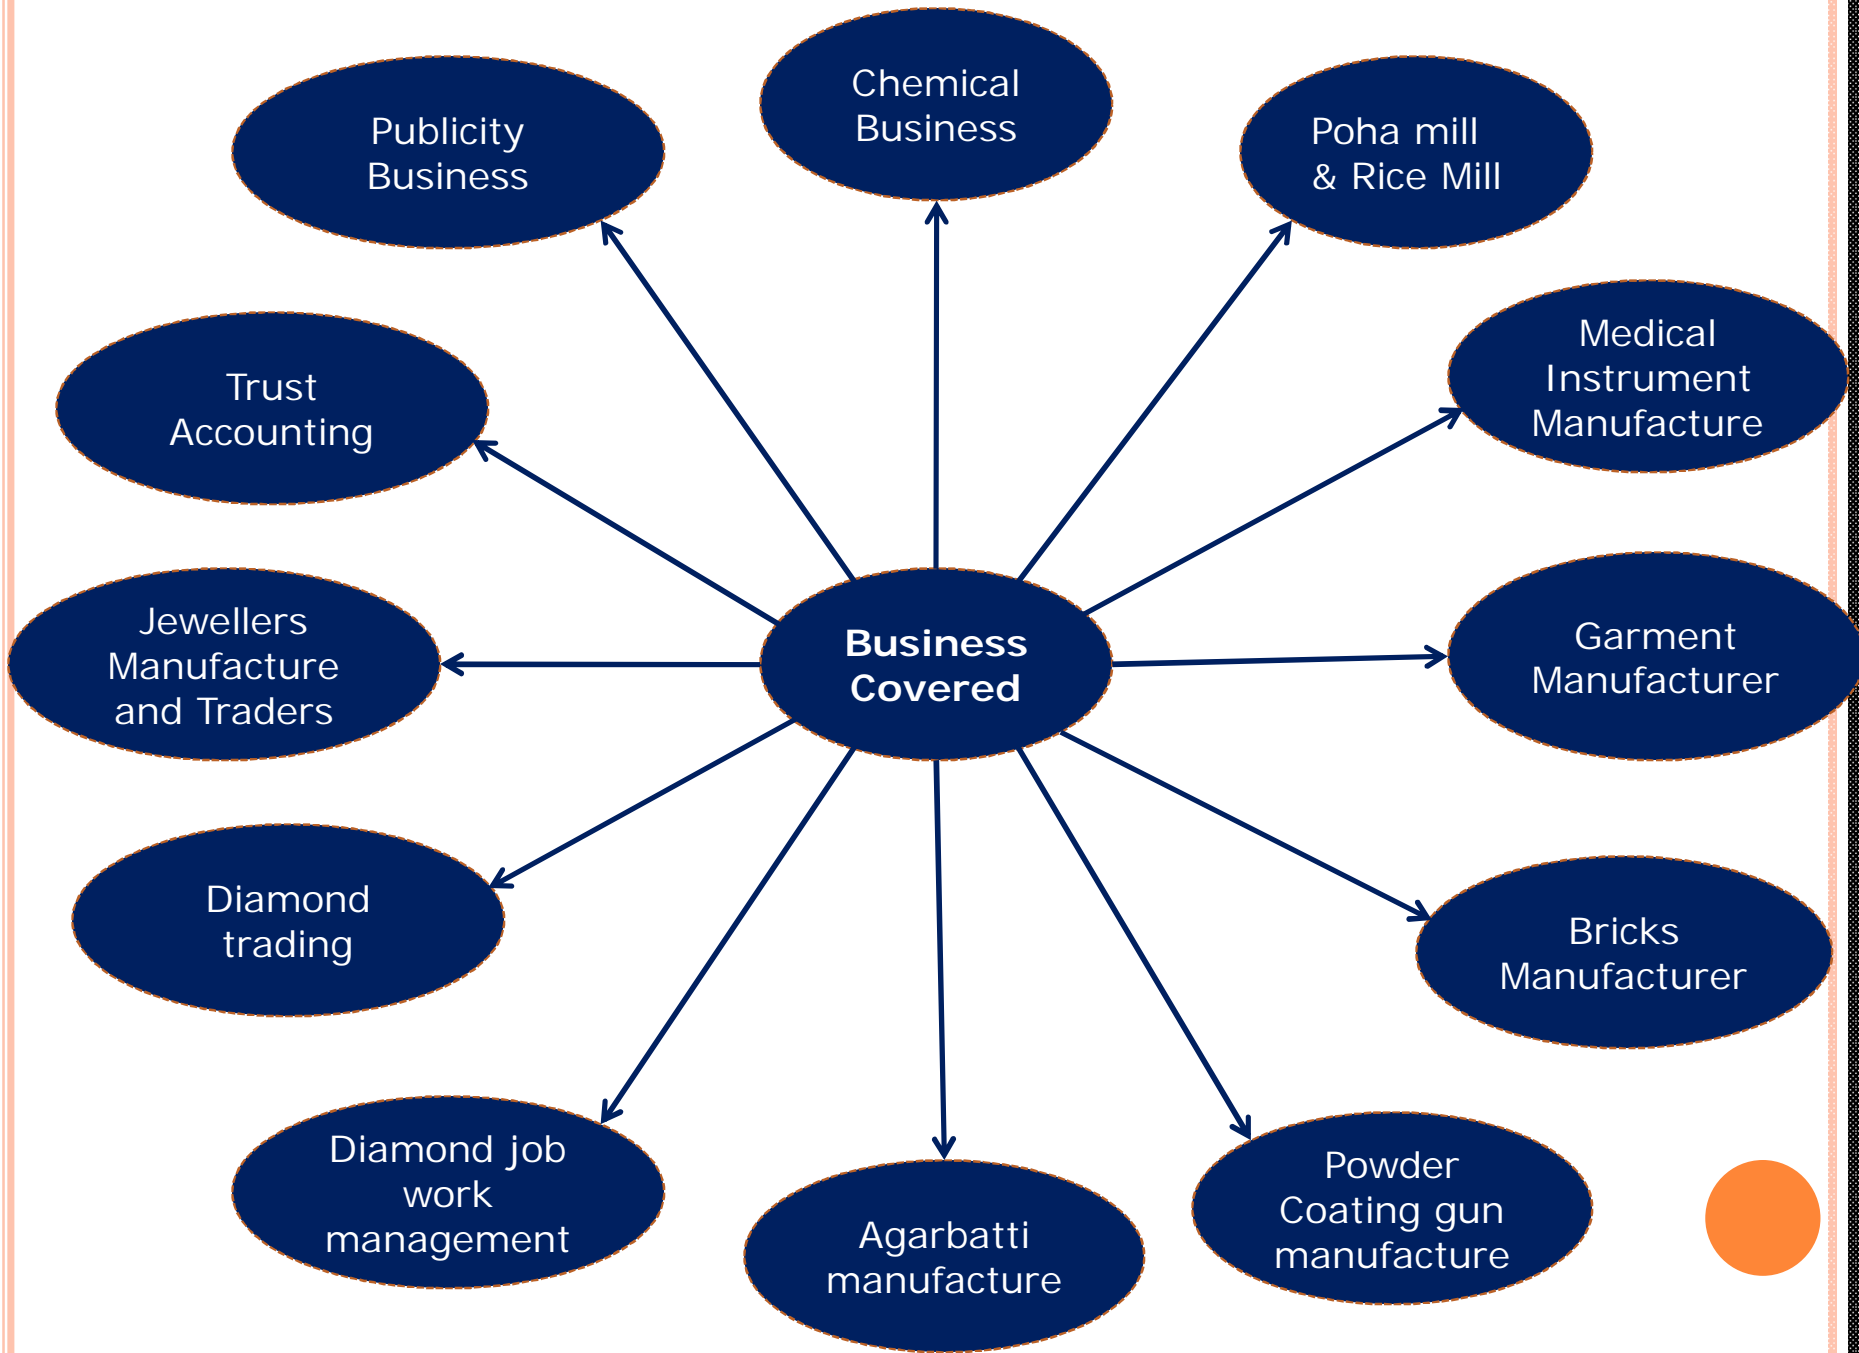 Chemical
Business
Publicity
Business
Poha mill
& Rice Mill
Medical
Instrument
Manufacture
Trust
Accounting
Jewellers
Manufacture
and Traders
Business
Covered
Garment
Manufacturer
Diamond
trading
Bricks
Manufacturer
Diamond job
work
management
Agarbatti
manufacture
Powder
Coating gun
manufacture